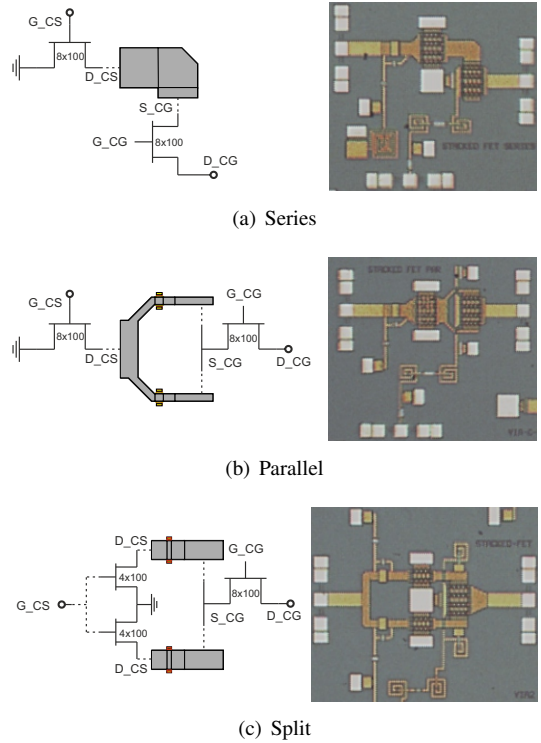 G_CS
8x100
D_CS
S_CG
G_CG
8x100
D_CG
STACKED FET SERIES
(a) Series
STACKED FET PAR
G_CS
8x100
D_CS
G_CG
8x100
S_CG
D_CG
(b) Parallel
D_CS
4x100
G_CS
4x100
D_CS
G_CG
8x100
S_CG
D_CG
STACKED-FET
VIA2
(c) Split